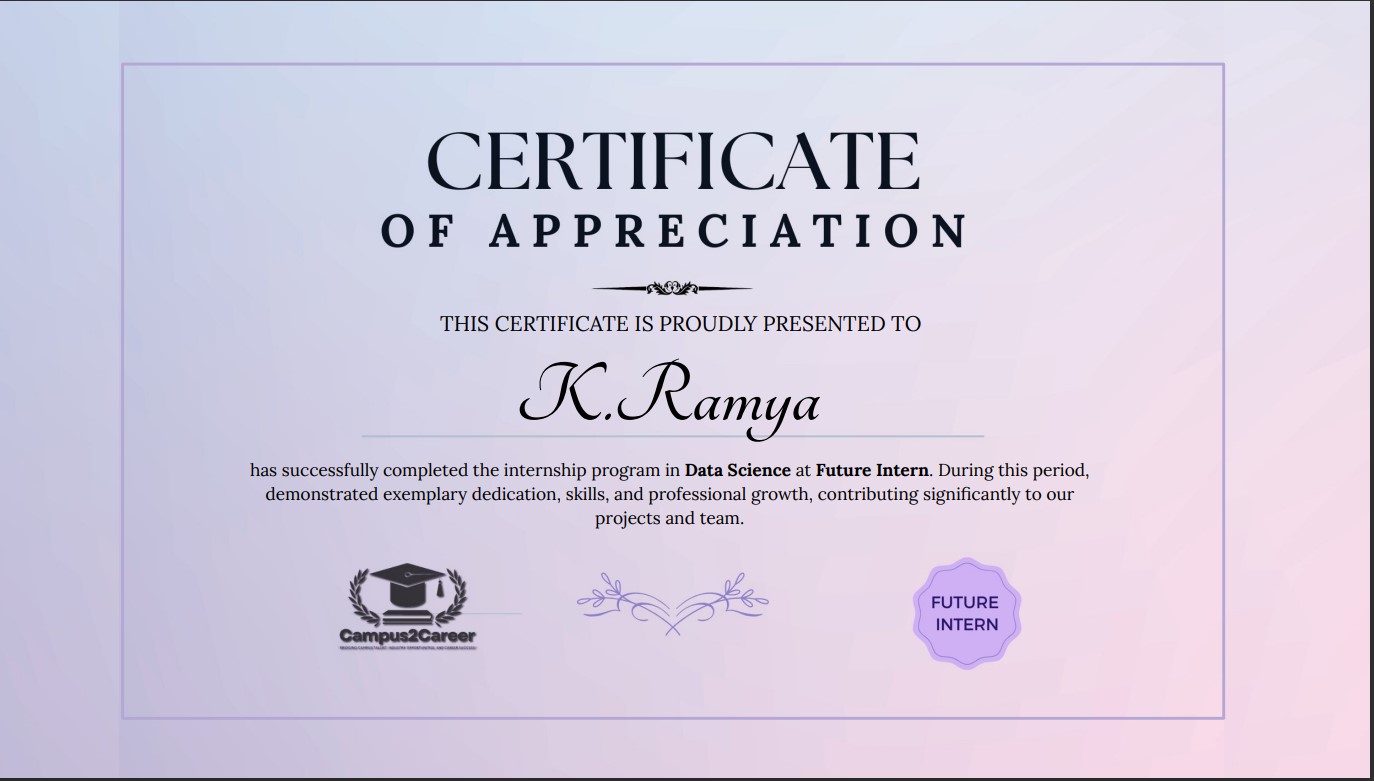 CERTIFICATE
OF APPRECIATION
THIS CERTIFICATE IS PROUDLY PRESENTED TO
K.Ramya
has successfully completed the internship program in Data Science at Future Intern. During this period,
demonstrated exemplary dedication, skills, and professional growth, contributing significantly to our
projects and team.
Campus2Career
FUTURE
INTERN